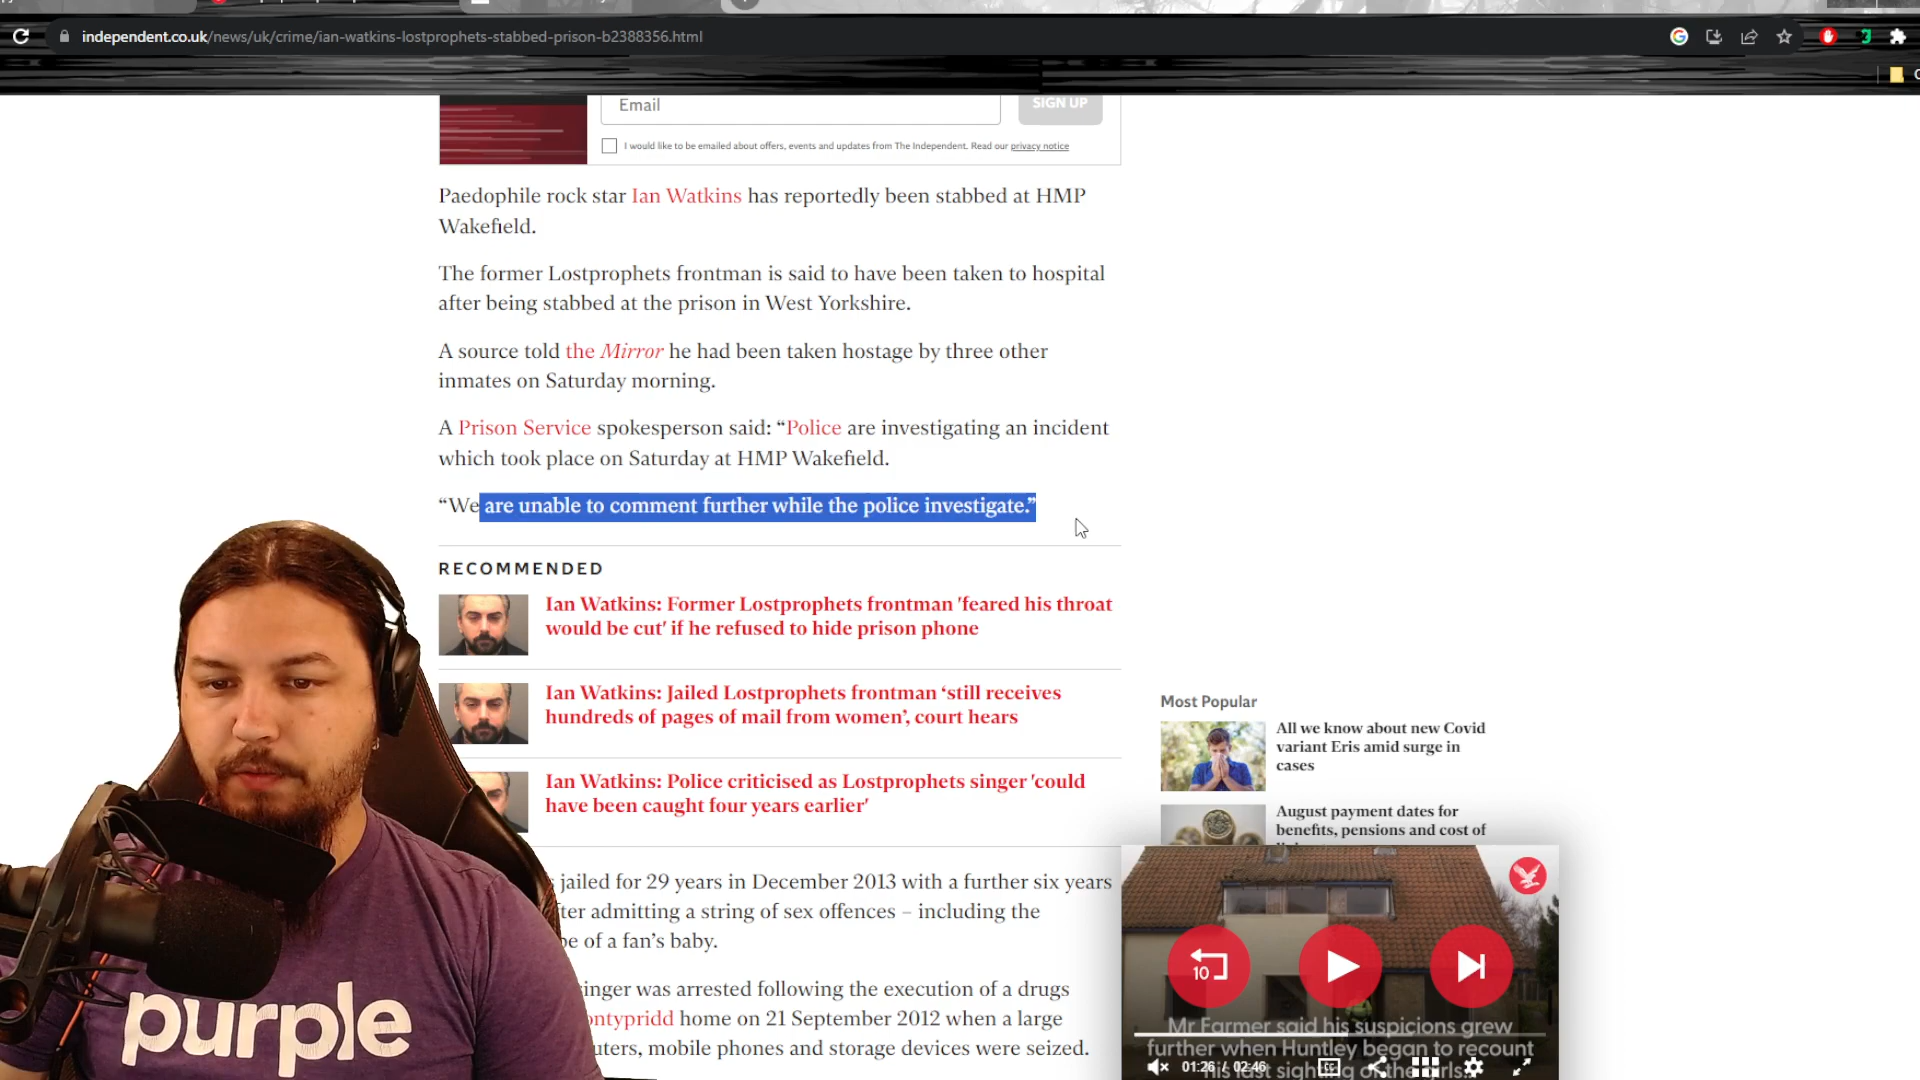 independent.co.uk/news/uk/crime/ian-watkins-lostprophets-stabbed-prison-b2388356.html
Email
SIGN UP
I would like to be emailed about offers, events and updates from The Independent. Read our privacy notice
Paedophile rock star Ian Watkins has reportedly been stabbed at HMP
Wakefield.
The former Lostprophets frontman is said to have been taken to hospital
after being stabbed at the prison in West Yorkshire.
A source told the Mirror he had been taken hostage by three other
inmates on Saturday morning.
A Prison Service spokesperson said: “Police are investigating an incident
which took place on Saturday at HMP Wakefield.
“We are unable to comment further while the police investigate.”
RECOMMENDED
Ian Watkins: Former Lostprophets frontman 'feared his throat
would be cut' if he refused to hide prison phone
Ian Watkins: Jailed Lostprophets frontman ‘still receives
hundreds of pages of mail from women’, court hears
Ian Watkins: Police criticised as Lostprophets singer 'could
have been caught four years earlier'
Most Popular
All we know about new Covid
variant Eris amid surge in
cases
August payment dates for
benefits, pensions and cost of
jailed for 29 years in December 2013 with a further six years
admitting a string of sex offences – including the
of a fan’s baby.
was arrested following the execution of a drugs
home on 21 September 2012 when a large
mobile phones and storage devices were seized.
purple
10
Mr Farmer said his suspicions grew
further when Huntley began to recount
his last sighting of the girls...
01:26 / 02:46